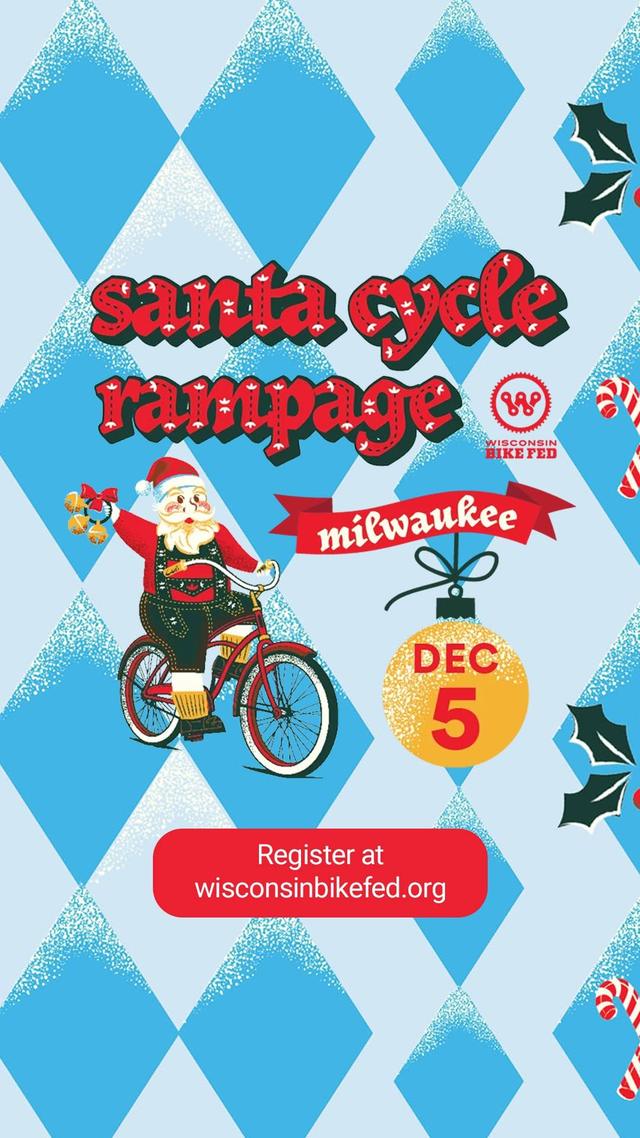 santa cycle
rampage
WISCONSIN
BIKE FED
milwaukee
DEC
5
Register at
wisconsinbikefed.org